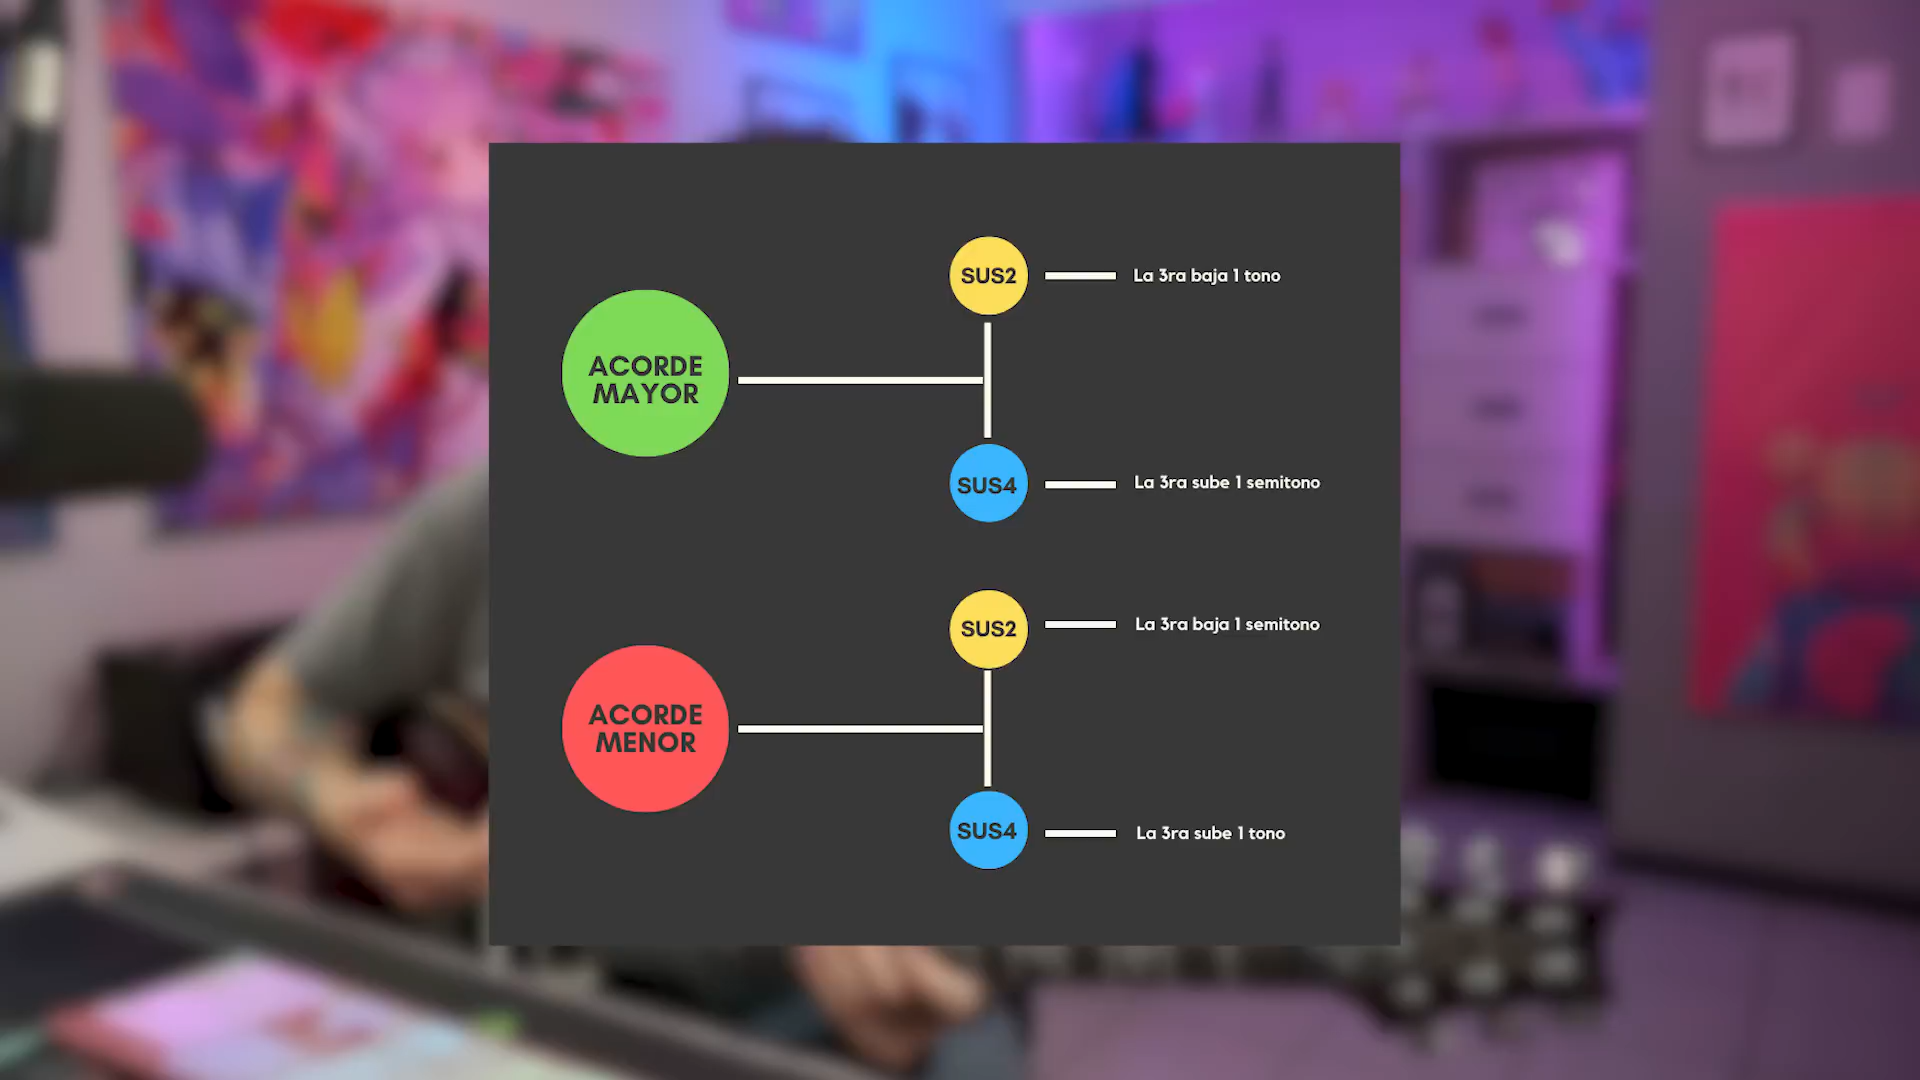 SUS2
La 3ra baja 1 tono
ACORDE
MAYOR
SUS4
La 3ra sube 1 semitono
SUS2
La 3ra baja 1 semitono
ACORDE
MENOR
SUS4
La 3ra sube 1 tono